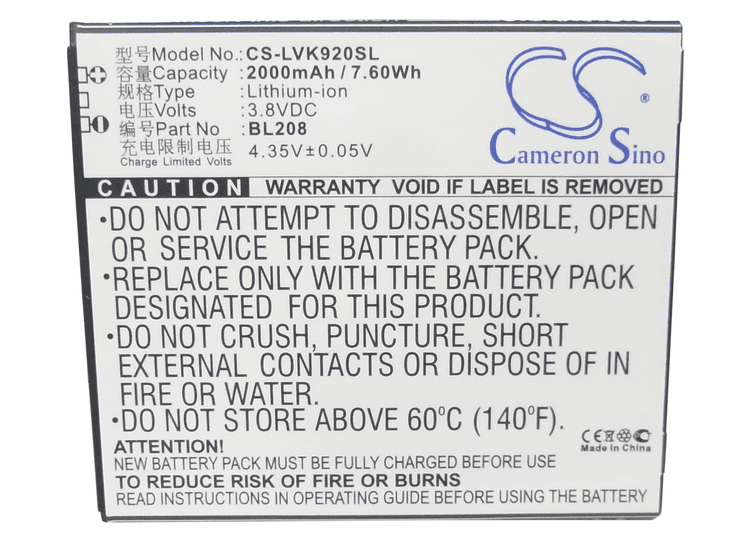 型号Model No.:CS-LVK920SL
容量Capacity :2000mAh / 7.60Wh
规格Type :Lithium-ion
电压Volts :3.8VDC
编号Part No :BL208
充电限制电压
Charge Limited Volts :4.35V±0.05V
CS ®
Cameron Sino
CAUTION WARRANTY VOID IF LABEL IS REMOVED
•DO NOT ATTEMPT TO DISASSEMBLE, OPEN
OR SERVICE THE BATTERY PACK.
•REPLACE ONLY WITH THE BATTERY PACK
DESIGNATED FOR THIS PRODUCT.
•DO NOT CRUSH, PUNCTURE, SHORT
EXTERNAL CONTACTS OR DISPOSE OF IN
FIRE OR WATER.
•DO NOT STORE ABOVE 60°C (140°F).
CE
Made In China
ATTENTION:
NEW BATTERY PACK MUST BE FULLY CHARGED BEFORE USE
TO REDUCE RISK OF FIRE OR BURNS
INSTRUCTIONS IN OPERATING GUIDE BEFORE USING THE BATTERY